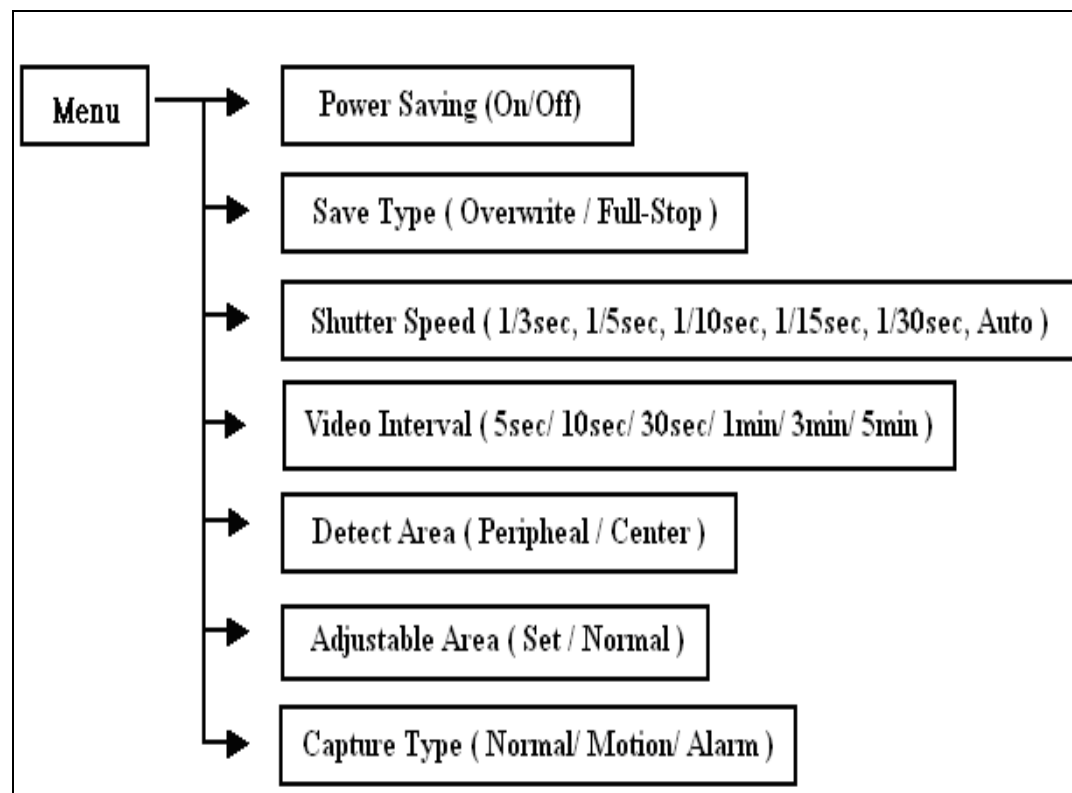 Menu
Power Saving (On/Off)
Save Type ( Overwrite / Full-Stop )
Shutter Speed ( 1/3sec, 1/5sec, 1/10sec, 1/15sec, 1/30sec, Auto )
Video Interval ( 5sec/ 10sec/ 30sec/ 1min/ 3min/ 5min )
Detect Area ( Peripheal / Center )
Adjustable Area ( Set / Normal )
Capture Type ( Normal/ Motion/ Alarm )